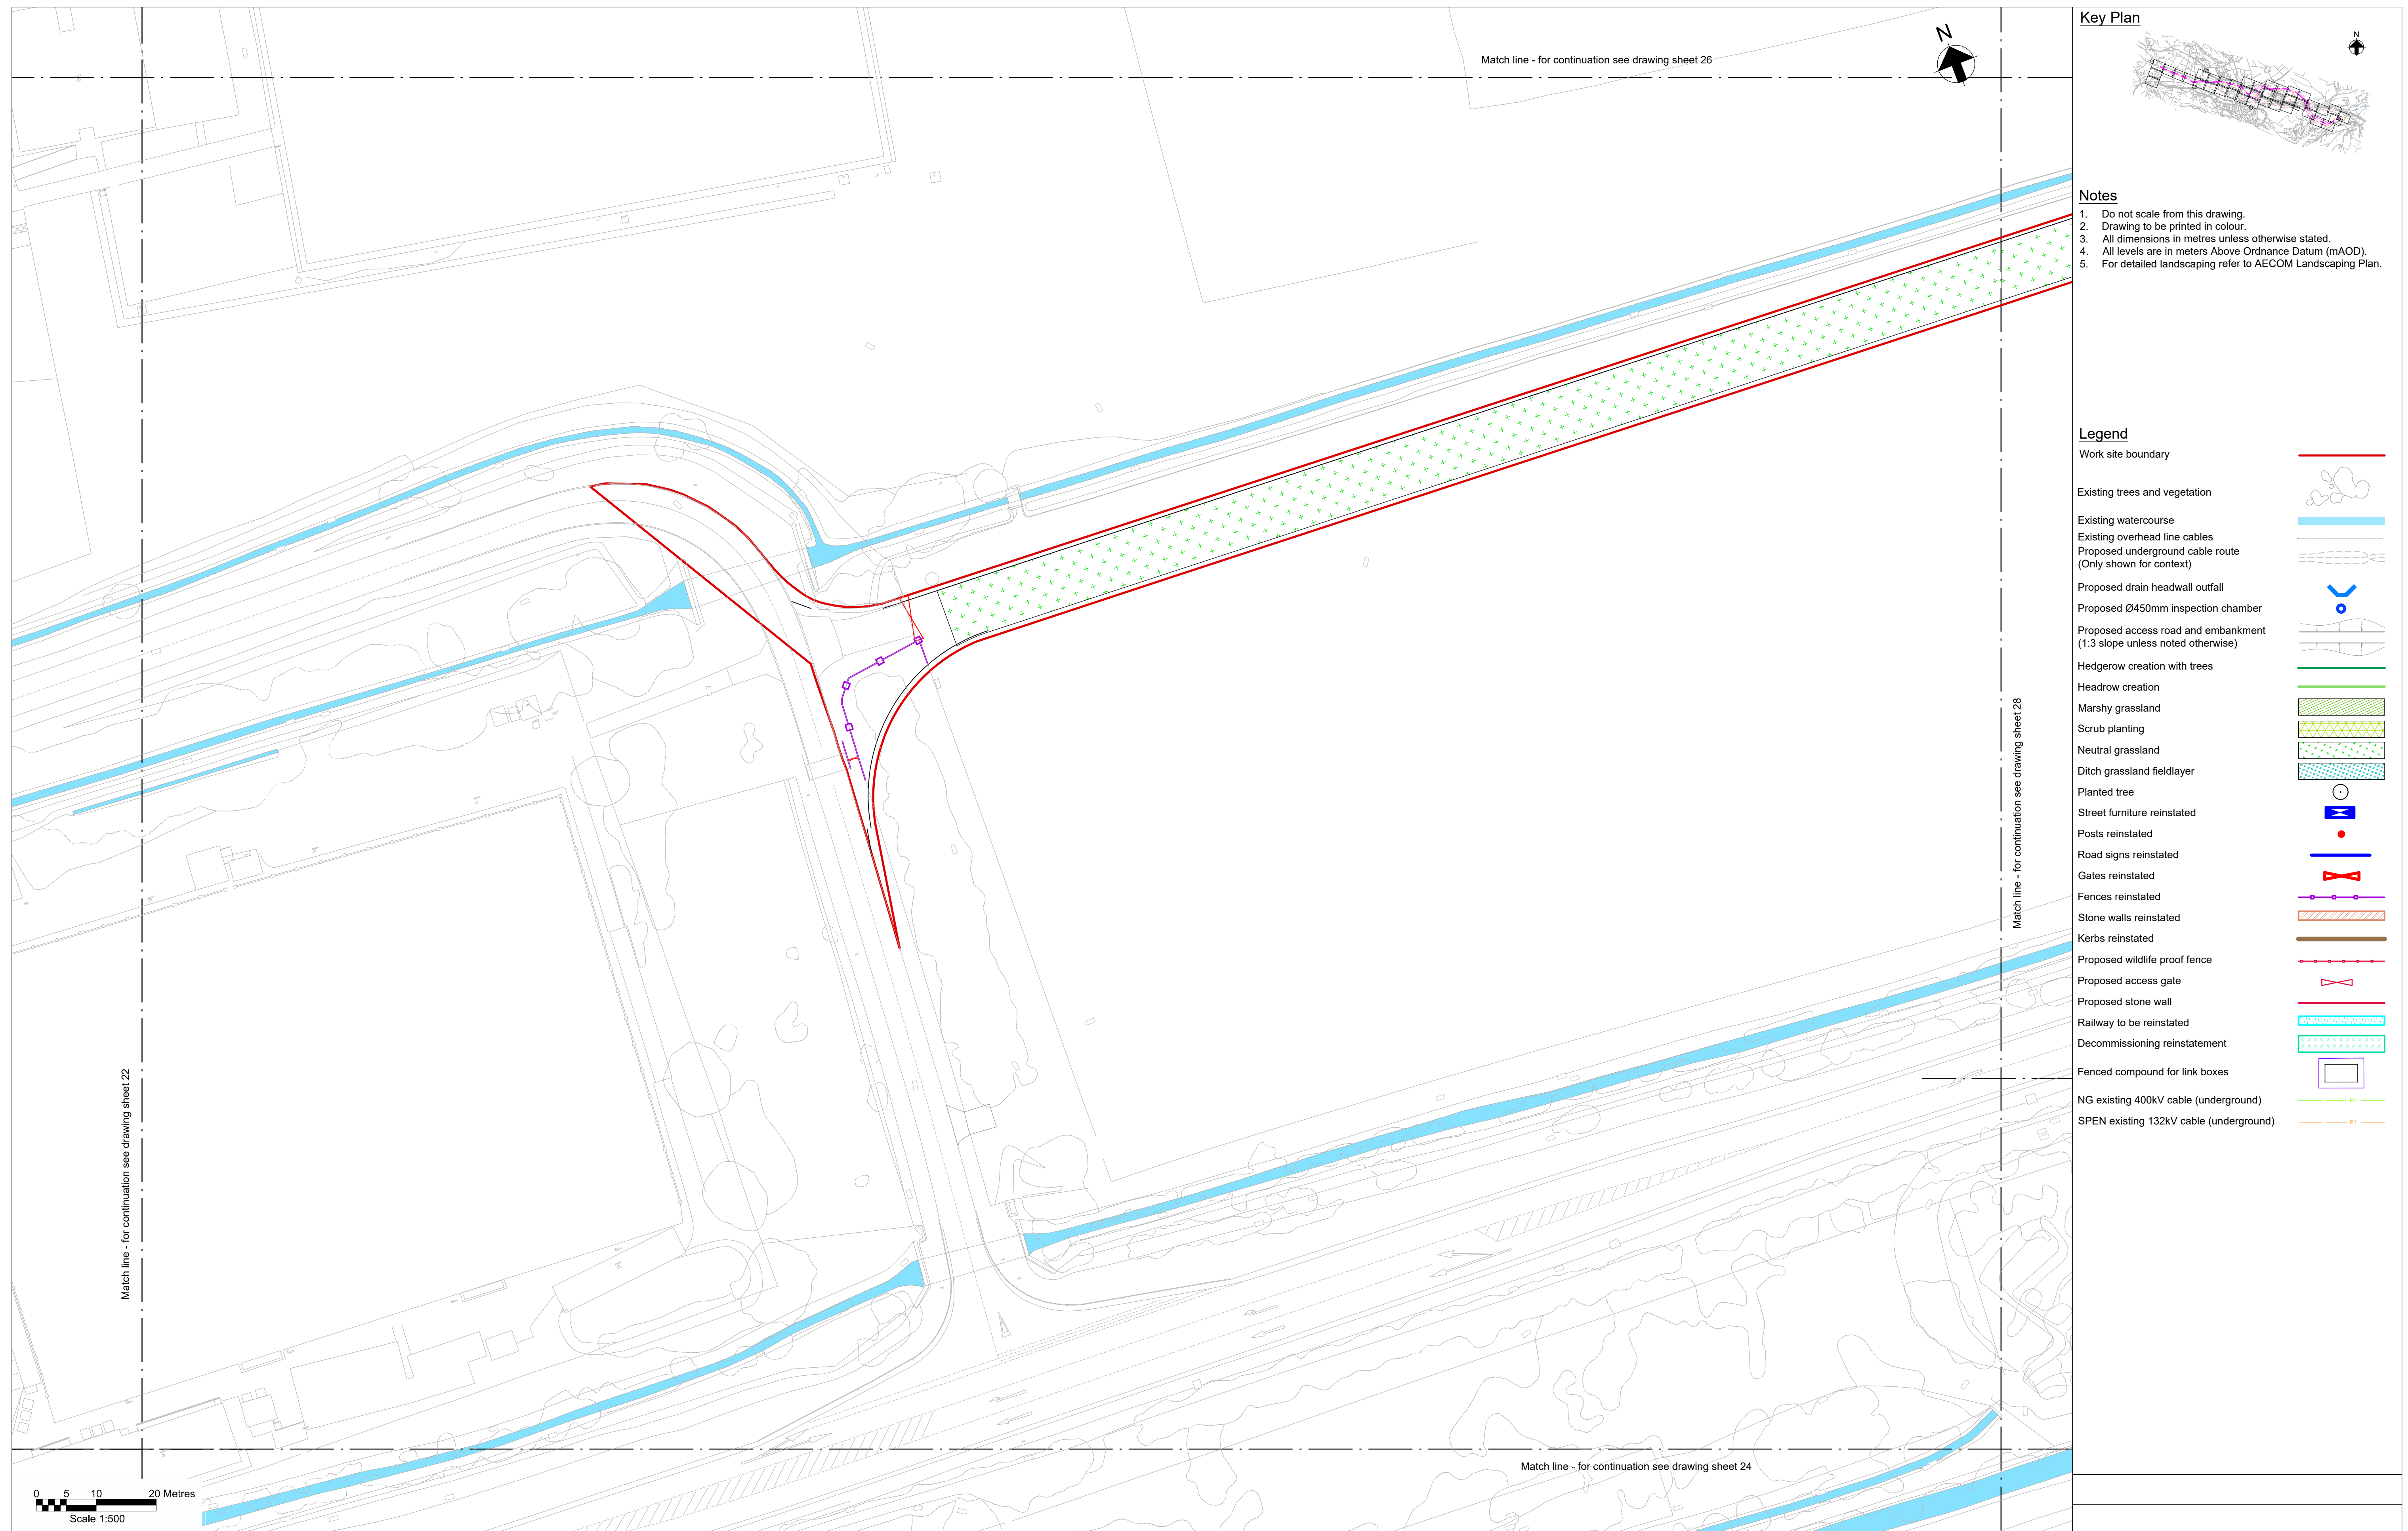 Match line - for continuation see drawing sheet 26
N
Match line - for continuation see drawing sheet 22
Match line - for continuation see drawing sheet 28
Match line - for continuation see drawing sheet 24
0 5 10 20 Metres
Scale 1:500
Key Plan
N
Notes
1. Do not scale from this drawing.
2. Drawing to be printed in colour.
3. All dimensions in metres unless otherwise stated.
4. All levels are in meters Above Ordnance Datum (mAOD).
5. For detailed landscaping refer to AECOM Landscaping Plan.
Legend
Work site boundary
Existing trees and vegetation
Existing watercourse
Existing overhead line cables
Proposed underground cable route
(Only shown for context)
Proposed drain headwall outfall
Proposed Ø450mm inspection chamber
Proposed access road and embankment
(1:3 slope unless noted otherwise)
Hedgerow creation with trees
Headrow creation
Marshy grassland
Scrub planting
Neutral grassland
Ditch grassland fieldlayer
Planted tree
Street furniture reinstated
Posts reinstated
Road signs reinstated
Gates reinstated
Fences reinstated
Stone walls reinstated
Kerbs reinstated
Proposed wildlife proof fence
Proposed access gate
Proposed stone wall
Railway to be reinstated
Decommissioning reinstatement
Fenced compound for link boxes
NG existing 400kV cable (underground)
SPEN existing 132kV cable (underground)